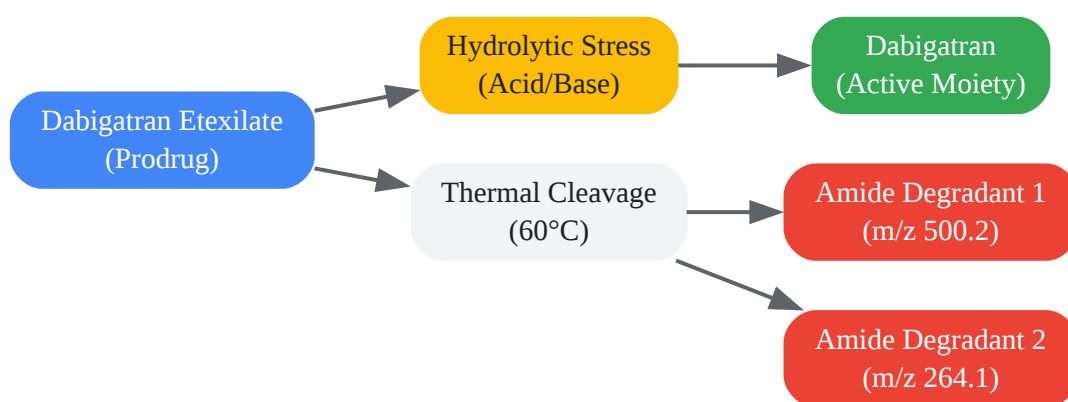 Dabigatran Etexilate
(Prodrug)
Hydrolytic Stress
(Acid/Base)
Dabigatran
(Active Moiety)
Thermal Cleavage
(60°C)
Amide Degradant 1
(m/z 500.2)
Amide Degradant 2
(m/z 264.1)